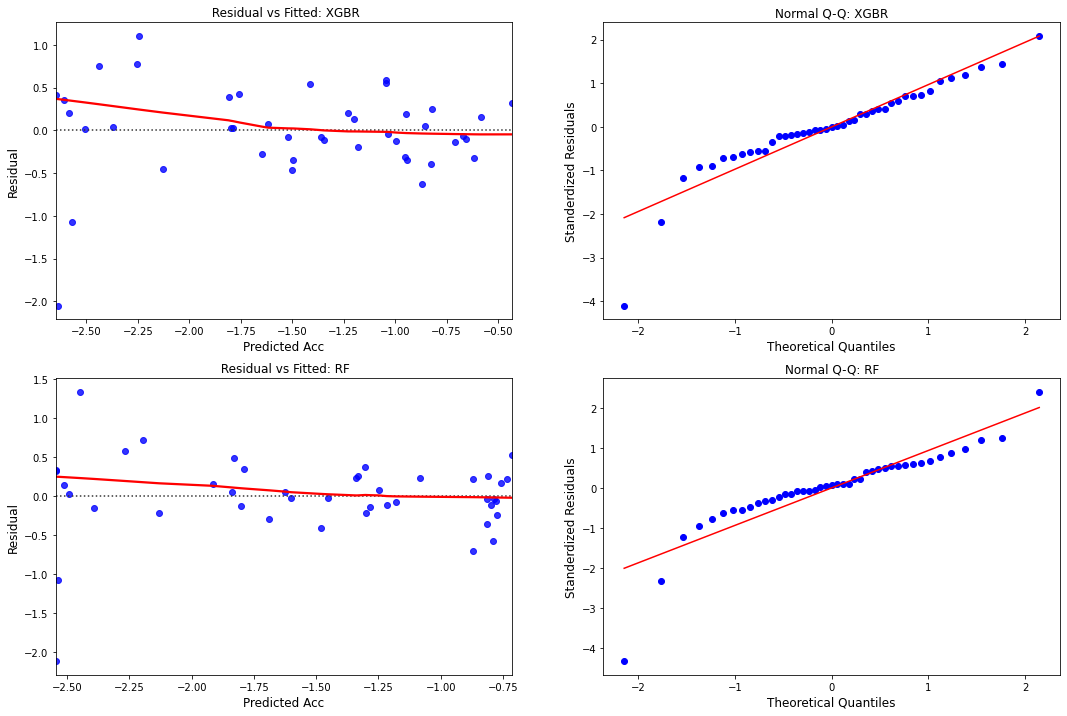 Residual vs Fitted: XGBR
1.0
0.5
0.0
−0.5
−1.0
−1.5
−2.0
Residual
−2.50 −2.25 −2.00 −1.75 −1.50 −1.25 −1.00 −0.75 −0.50
Predicted Acc
Normal Q-Q: XGBR
2
1
0
−1
−2
−3
−4
Standerdized Residuals
−2 −1 0 1 2
Theoretical Quantiles
Residual vs Fitted: RF
1.5
1.0
0.5
0.0
−0.5
−1.0
−1.5
−2.0
Residual
−2.50 −2.25 −2.00 −1.75 −1.50 −1.25 −1.00 −0.75
Predicted Acc
Normal Q-Q: RF
2
1
0
−1
−2
−3
−4
Standerdized Residuals
−2 −1 0 1 2
Theoretical Quantiles